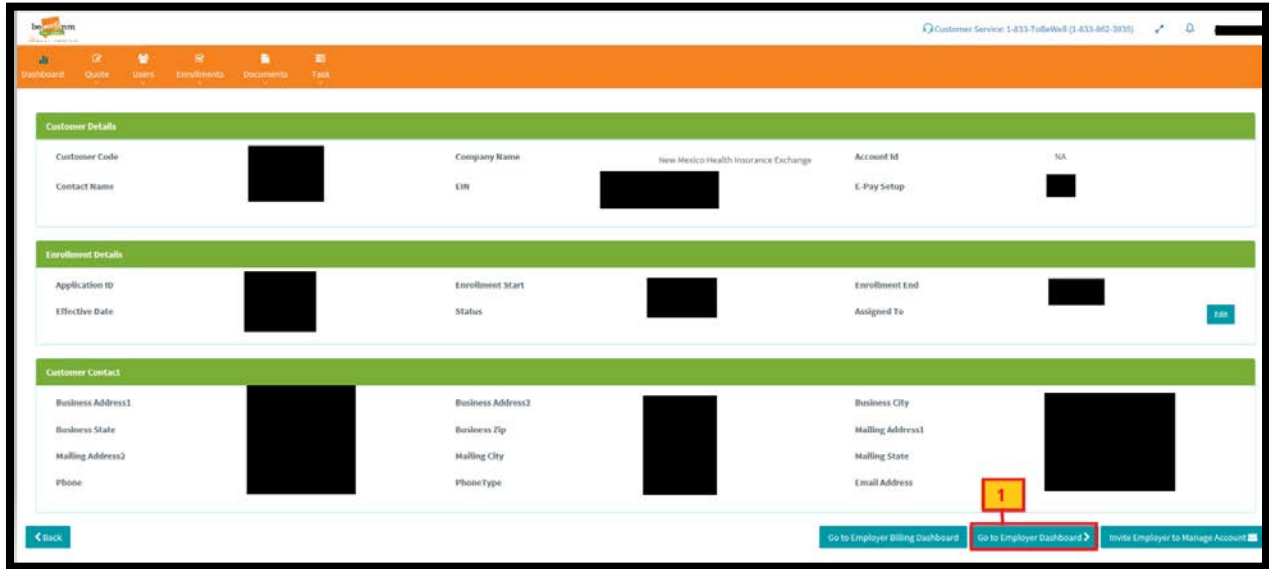 be well nm
Customer Service: 1-833-ToBeWell (1-833-862-3935)
Dashboard Quote Users Enrollments Documents Task
Customer Details
Customer Code Company Name New Mexico Health Insurance Exchange Account Id NA
Contact Name EIN E-Pay Setup
Enrollment Details
Application ID Enrollment Start Enrollment End
Effective Date Status Assigned To Edit
Customer Contact
Business Address1 Business Address2 Business City
Business State Business Zip Mailing Address1
Mailing Address2 Mailing City Mailing State
Phone PhoneType Email Address
1
Back Go to Employer Billing Dashboard Go to Employer Dashboard Invite Employer to Manage Account